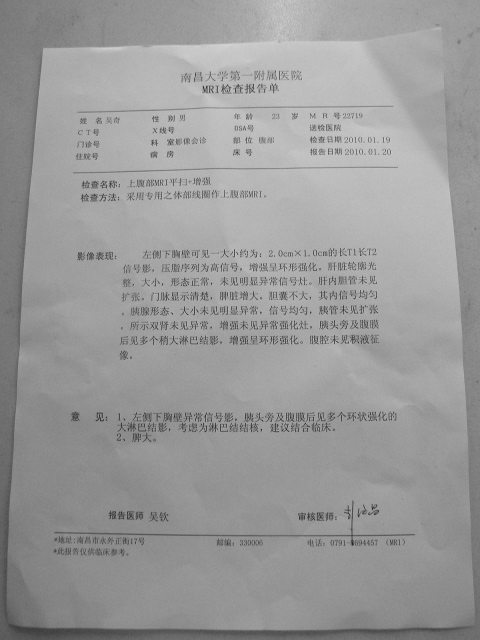 南昌大学第一附属医院
MRI检查报告单
姓 名 吴奇 性 别 男 年 龄 23 岁 M R 号 22719
C T 号 X 线号 DSA号 送检医院
门诊号 科 室 影像会诊 部 位 腹部 检查日期 2010.01.19
住院号 病 房 床 号 报告日期 2010.01.20
检查名称: 上腹部MRI平扫+增强
检查方法: 采用专用之体部线圈作上腹部MRI。
影像表现: 左侧下胸壁可见一大小约为: 2.0cm×1.0cm的长T1长T2
信号影, 压脂序列为高信号, 增强呈环形强化。肝脏轮廓光
整, 大小, 形态正常, 未见明显异常信号灶。肝内胆管未见
扩张。门脉显示清楚, 脾脏增大。胆囊不大, 其内信号均匀
. 胰腺形态、大小未见明显异常, 信号均匀, 胰管未见扩张
. 所示双肾未见异常, 增强未见异常强化灶, 胰头旁及腹膜
后见多个稍大淋巴结影, 增强呈环形强化。腹腔未见积液征
像。
意 见: 1、左侧下胸壁异常信号影, 胰头旁及腹膜后见多个环状强化的
大淋巴结影, 考虑为淋巴结结核, 建议结合临床。
2、脾大。
报告医师 吴钦 审核医师:
*地址:南昌市永外正街17号 邮编: 330006 电话: 0791-8694457 (MRI)
*此报告仅供临床参考。